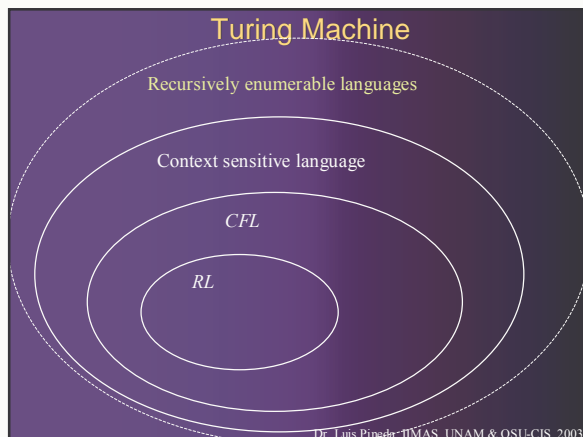 Turing Machine
Recursively enumerable languages
Context sensitive language
CFL
RL
Dr. Luis Pineda, IIMAS, UNAM & OSU-CIS, 2003